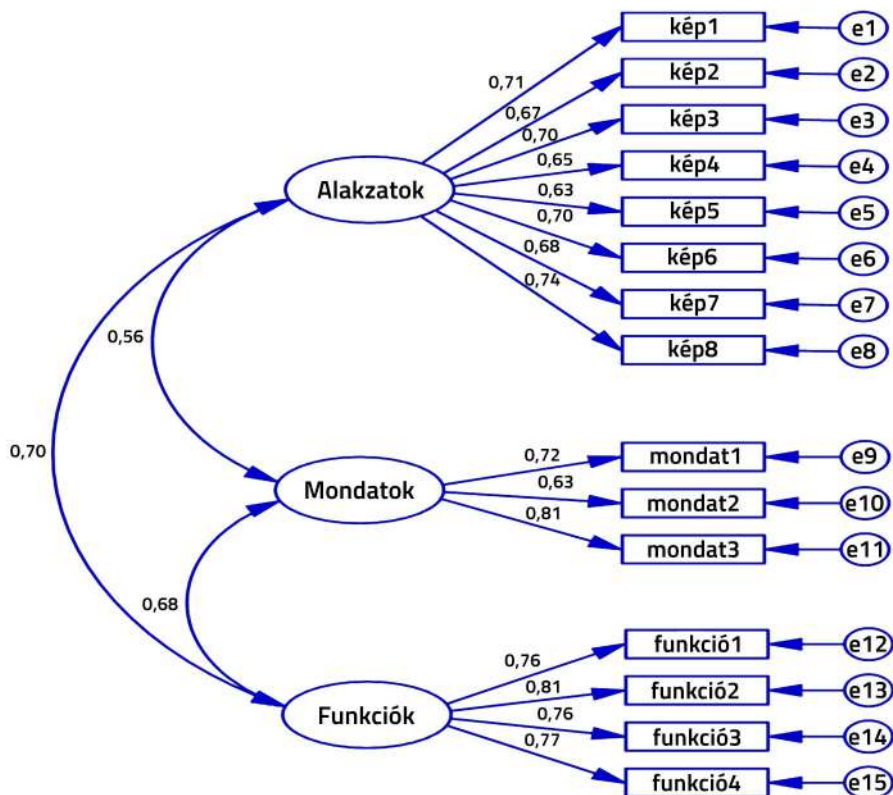 kép1 e1
kép2 e2
0,71
0,67
kép3 e3
0,70
kép4 e4
0,65
Alakzatok
0,63
kép5 e5
0,70
kép6 e6
0,68
kép7 e7
0,74
kép8 e8
0,56
0,70
0,72
mondat1 e9
0,63
Mondatok
mondat2 e10
0,81
mondat3 e11
0,68
funkció1 e12
0,76
0,81
funkció2 e13
Funkciók
0,76
funkció3 e14
0,77
funkció4 e15